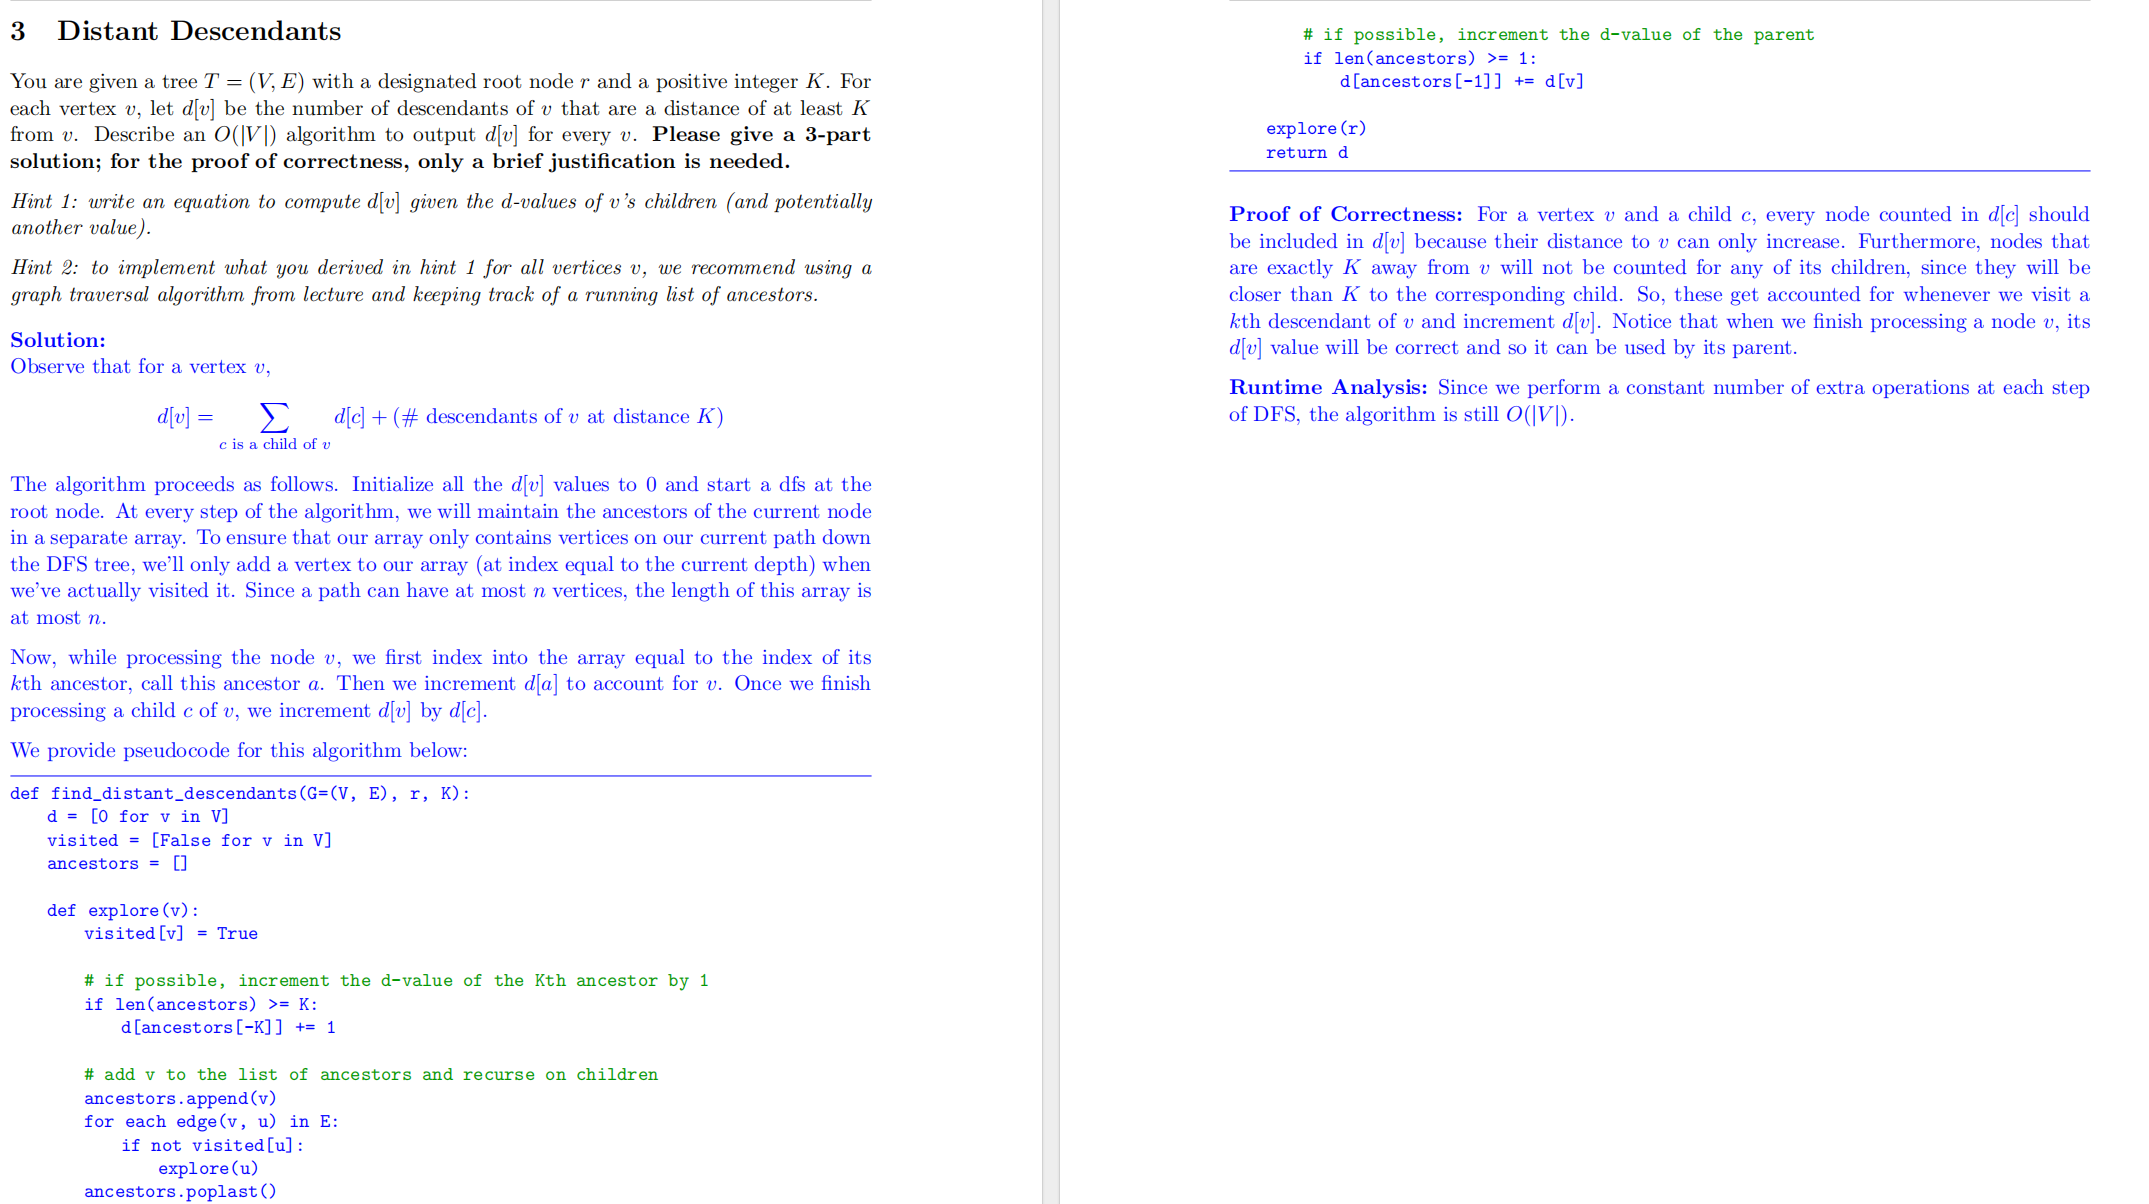 3 Distant Descendants
You are given a tree T = (V, E) with a designated root node r and a positive integer K. For
each vertex v, let d[v] be the number of descendants of v that are a distance of at least K
from v. Describe an O(|V|) algorithm to output d[v] for every v. Please give a 3-part
solution; for the proof of correctness, only a brief justification is needed.
Hint 1: write an equation to compute d[v] given the d-values of v's children (and potentially
another value).
Hint 2: to implement what you derived in hint 1 for all vertices v, we recommend using a
graph traversal algorithm from lecture and keeping track of a running list of ancestors.
Solution:
Observe that for a vertex v,
d[v] = ∑ d[c] + (# descendants of v at distance K)
c is a child of v
The algorithm proceeds as follows. Initialize all the d[v] values to 0 and start a dfs at the
root node. At every step of the algorithm, we will maintain the ancestors of the current node
in a separate array. To ensure that our array only contains vertices on our current path down
the DFS tree, we'll only add a vertex to our array (at index equal to the current depth) when
we've actually visited it. Since a path can have at most n vertices, the length of this array is
at most n.
Now, while processing the node v, we first index into the array equal to the index of its
kth ancestor, call this ancestor a. Then we increment d[a] to account for v. Once we finish
processing a child c of v, we increment d[v] by d[c].
We provide pseudocode for this algorithm below:
def find_distant_descendants(G=(V, E), r, K):
d = [0 for v in V]
visited = [False for v in V]
ancestors = []
def explore(v):
visited[v] = True
# if possible, increment the d-value of the Kth ancestor by 1
if len(ancestors) >= K:
d[ancestors[-K]] += 1
# add v to the list of ancestors and recurse on children
ancestors.append(v)
for each edge(v, u) in E:
if not visited[u]:
explore(u)
ancestors.poplast()
# if possible, increment the d-value of the parent
if len(ancestors) >= 1:
d[ancestors[-1]] += d[v]
explore(r)
return d
Proof of Correctness: For a vertex v and a child c, every node counted in d[c] should
be included in d[v] because their distance to v can only increase. Furthermore, nodes that
are exactly K away from v will not be counted for any of its children, since they will be
closer than K to the corresponding child. So, these get accounted for whenever we visit a
kth descendant of v and increment d[v]. Notice that when we finish processing a node v, its
d[v] value will be correct and so it can be used by its parent.
Runtime Analysis: Since we perform a constant number of extra operations at each step
of DFS, the algorithm is still O(|V|).